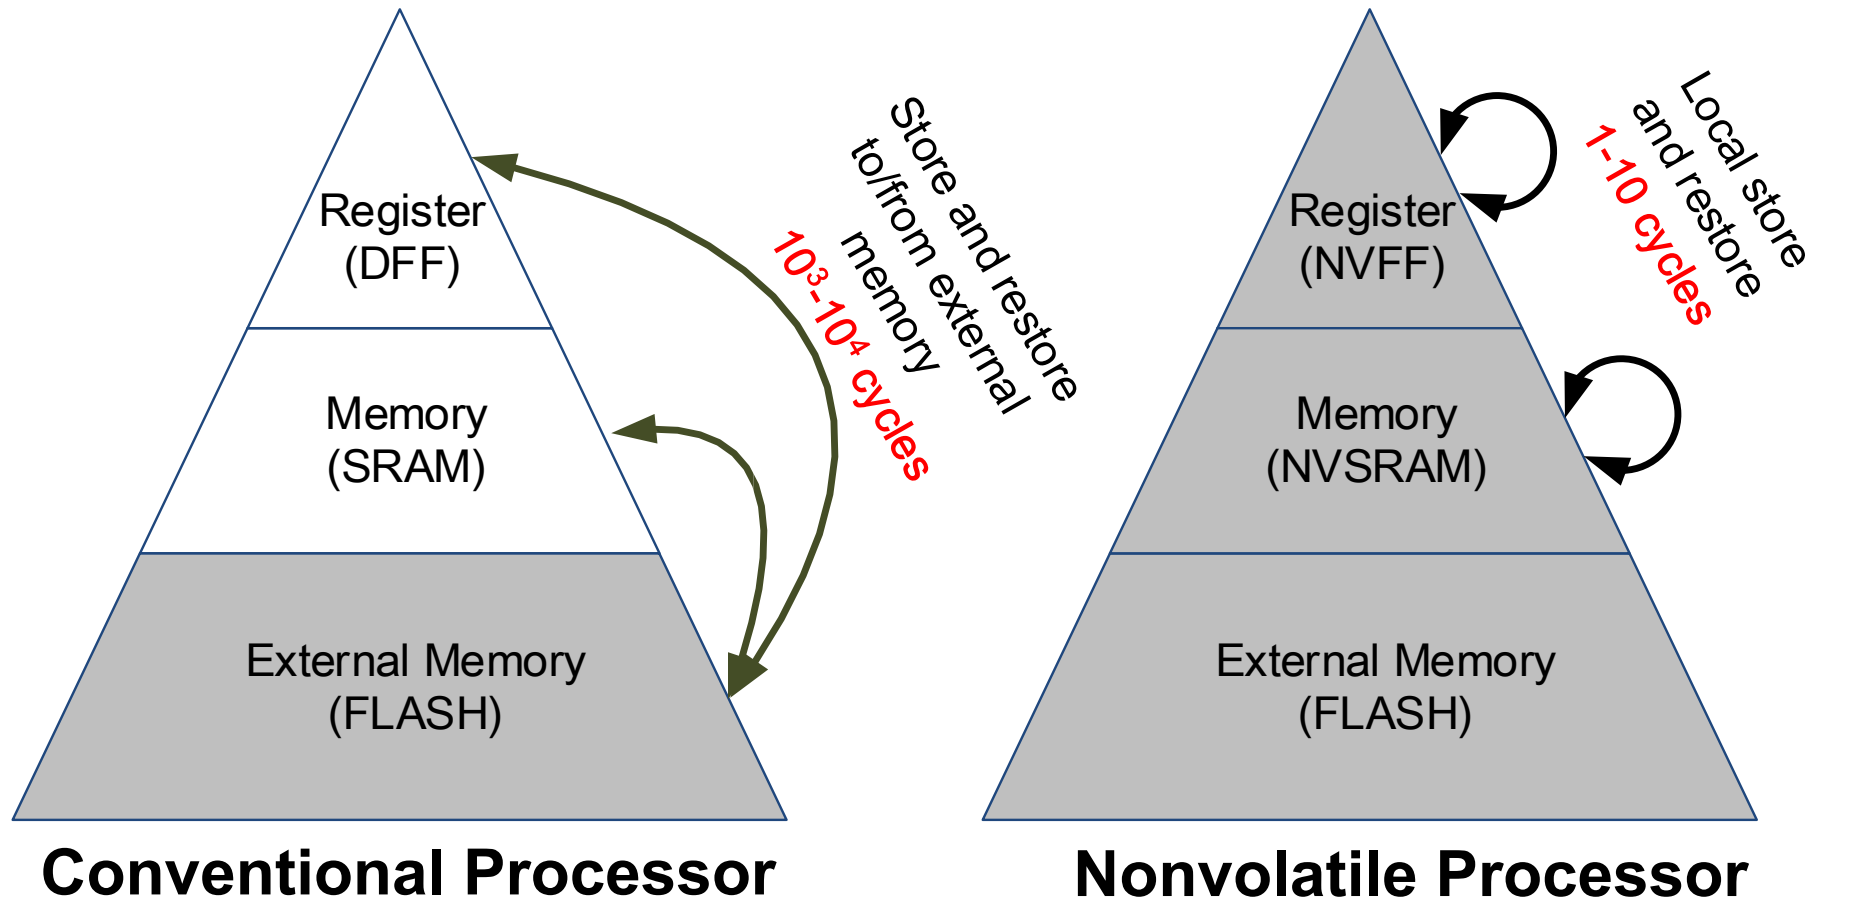 Register
(DFF)
Memory
(SRAM)
External Memory
(FLASH)
Store and restore
to/from external
memory
10³-10⁴ cycles
Conventional Processor
Register
(NVFF)
Memory
(NVSRAM)
External Memory
(FLASH)
Local store
and restore
1-10 cycles
Nonvolatile Processor